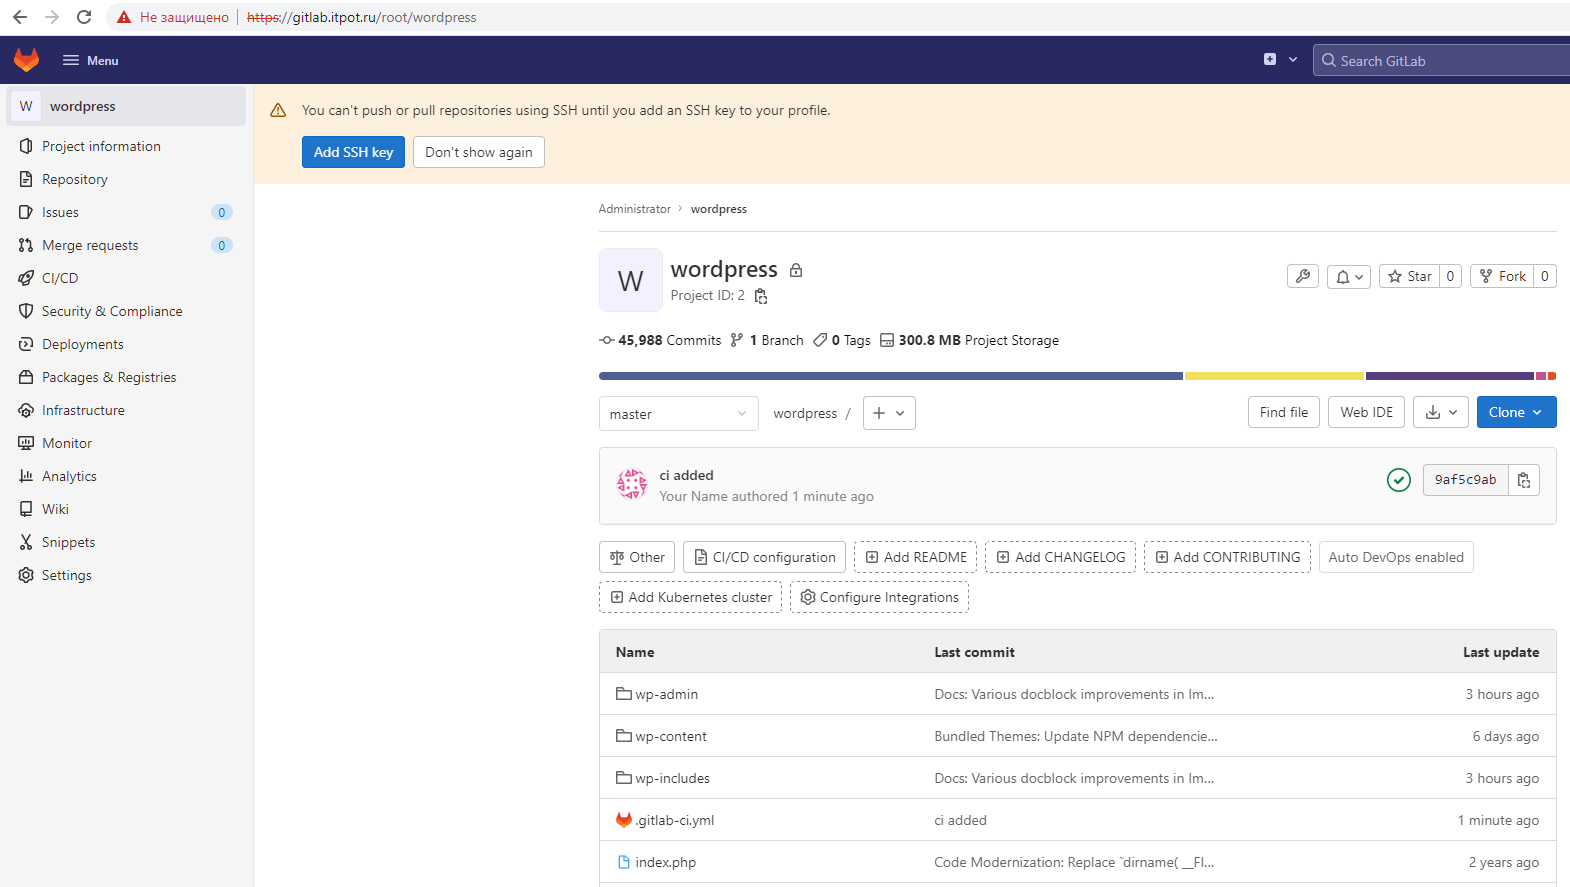 Не защищено https://gitlab.itpot.ru/root/wordpress
Menu
Search GitLab
W wordpress
Project information
Repository
Issues 0
Merge requests 0
CI/CD
Security & Compliance
Deployments
Packages & Registries
Infrastructure
Monitor
Analytics
Wiki
Snippets
Settings
You can't push or pull repositories using SSH until you add an SSH key to your profile.
Add SSH key Don't show again
Administrator › wordpress
W
wordpress
Project ID: 2
Star 0 Fork 0
45,988 Commits 1 Branch 0 Tags 300.8 MB Project Storage
master wordpress / + Find file Web IDE Clone
ci added
Your Name authored 1 minute ago
9af5c9ab
Other CI/CD configuration Add README Add CHANGELOG Add CONTRIBUTING Auto DevOps enabled
Add Kubernetes cluster Configure Integrations
Name Last commit Last update
wp-admin Docs: Various docblock improvements in Im... 3 hours ago
wp-content Bundled Themes: Update NPM dependencie... 6 days ago
wp-includes Docs: Various docblock improvements in Im... 3 hours ago
.gitlab-ci.yml ci added 1 minute ago
index.php Code Modernization: Replace `dirname( __FI... 2 years ago